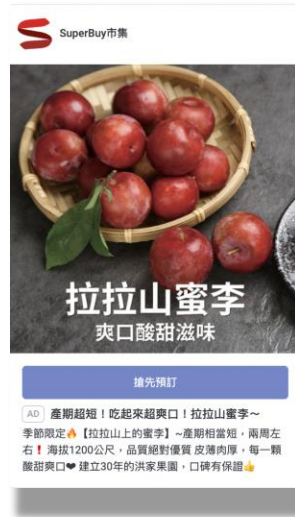 SuperBuy市集
拉拉山蜜李
爽口酸甜滋味
搶先預訂
AD 產期超短！吃起來超爽口！拉拉山蜜李～
季節限定🔥【拉拉山上的蜜李】~產期相當短，兩周左
右❗海拔1200公尺，品質絕對優質 皮薄肉厚，每一顆
酸甜爽口❤ 建立30年的洪家果園，口碑有保證👍